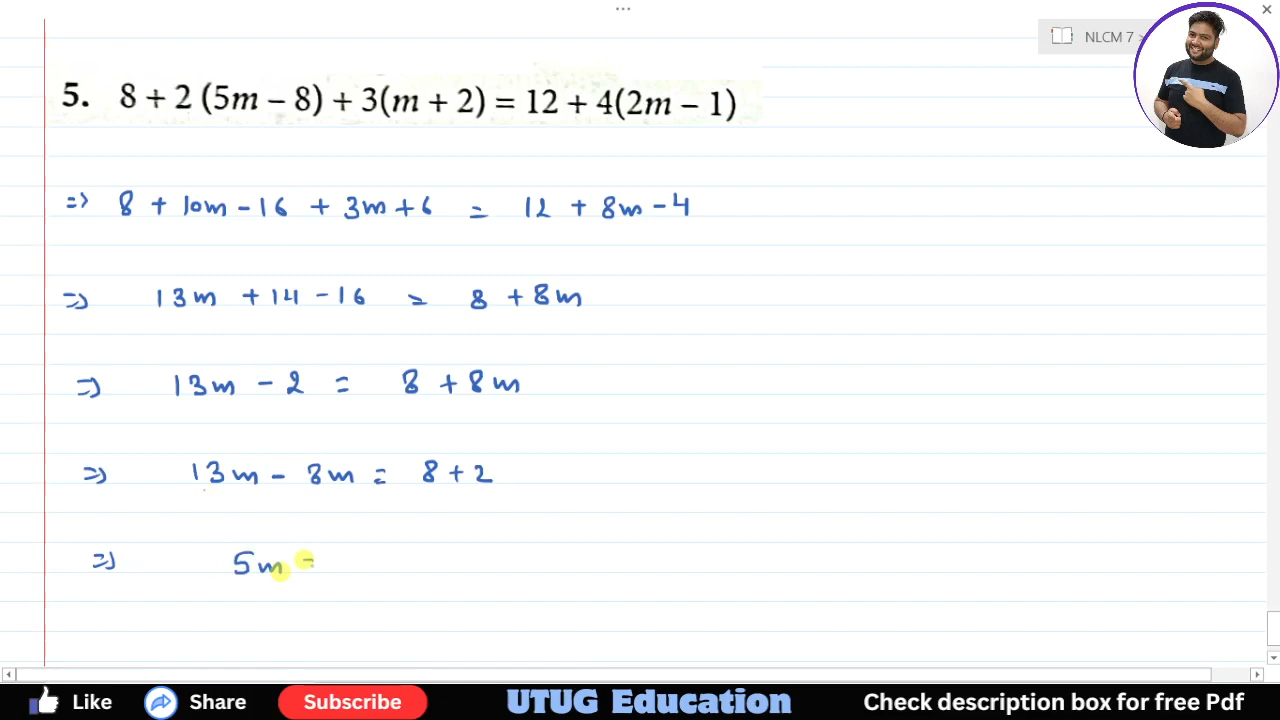 NLCM 7 >
5. 8 + 2 (5m – 8) + 3(m + 2) = 12 + 4(2m – 1)
=> 8 + 10m - 16 + 3m + 6 = 12 + 8m - 4
=> 13m + 14 - 16 = 8 + 8m
=> 13m - 2 = 8 + 8m
=> 13m - 8m = 8 + 2
=> 5m =
Like Share Subscribe UTUG Education Check description box for free Pdf